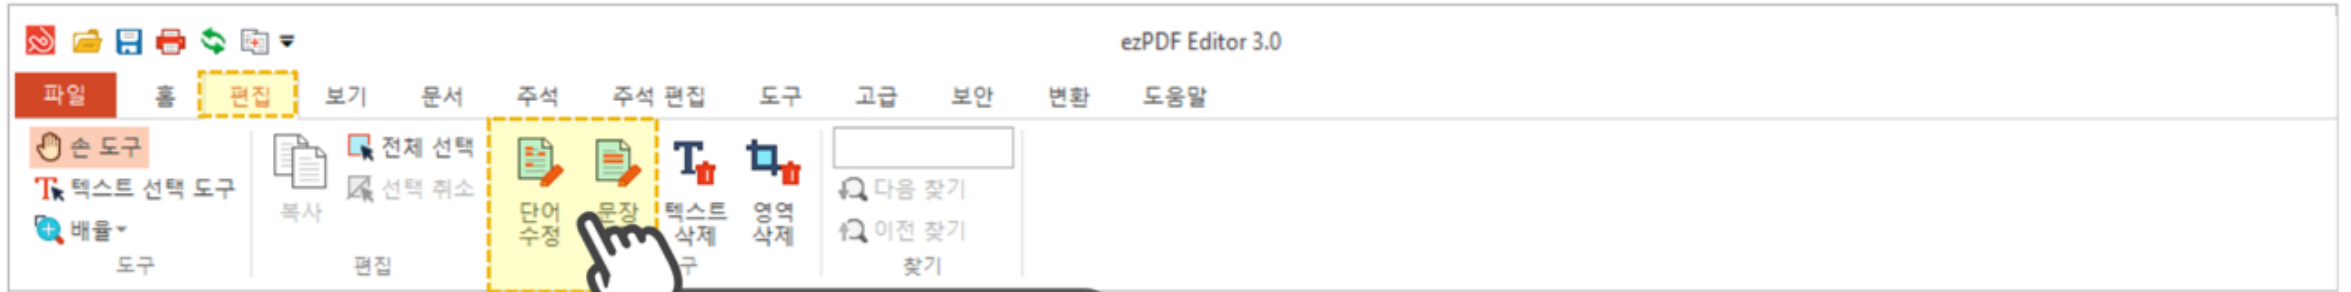 ezPDF Editor 3.0
파일 홈 편집 보기 문서 주석 주석 편집 도구 고급 보안 변환 도움말
손 도구
텍스트 선택 도구
배율
도구
복사
전체 선택
선택 취소
편집
단어
수정
문장
텍스트
삭제
영역
삭제
구
다음 찾기
이전 찾기
찾기